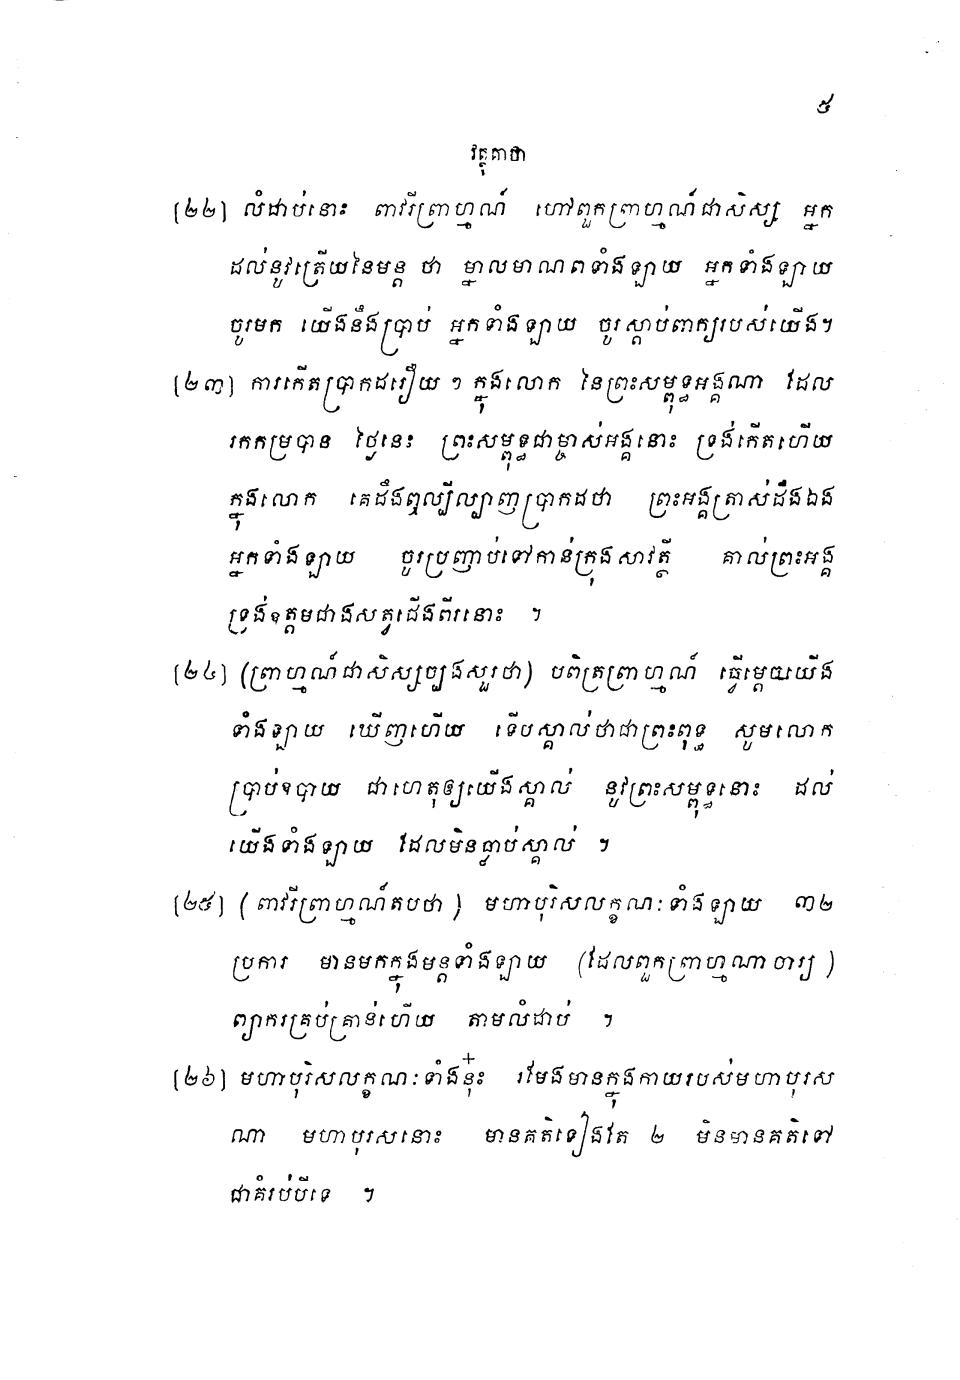 ៥
វត្ថុគាថា
[២២] លំដាប់នោះ ពាវរីព្រាហ្មណ៍ ហៅពួកព្រាហ្មណ៍ជាសិស្ស អ្នក
ដល់នូវត្រើយនៃមន្ត ថា ម្នាលមាណពទាំងឡាយ អ្នកទាំងឡាយ
ចូរមក យើងនឹងប្រាប់ អ្នកទាំងឡាយ ចូរស្តាប់ពាក្យរបស់យើង។
[២៣] ការកើតប្រាកដរឿយ ៗ ក្នុងលោក នៃព្រះសម្ពុទ្ធអង្គណា ដែល
រកកម្របាន ថ្ងៃនេះ ព្រះសម្ពុទ្ធជាម្ចាស់អង្គនោះ ទ្រង់កើតហើយ
ក្នុងលោក គេដឹងឮល្បីល្បាញប្រាកដថា ព្រះអង្គត្រាស់ដឹងឯង
អ្នកទាំងឡាយ ចូរប្រញាប់ទៅកាន់ក្រុងសាវត្ថី គាល់ព្រះអង្គ
ទ្រង់ឧត្តមជាងសត្វជើងពីរនោះ ។
[២៤] (ព្រាហ្មណ៍ជាសិស្សច្បងសួរថា) បពិត្រព្រាហ្មណ៍ ធ្វើម្តេចយើង
ទាំងឡាយ ឃើញហើយ ទើបស្គាល់ថាជាព្រះពុទ្ធ សូមលោក
ប្រាប់ឧបាយ ជាហេតុឲ្យយើងស្គាល់ នូវព្រះសម្ពុទ្ធនោះ ដល់
យើងទាំងឡាយ ដែលមិនធ្លាប់ស្គាល់ ។
[២៥] ( ពាវរីព្រាហ្មណ៍តបថា ) មហាបុរិសលក្ខណៈទាំងឡាយ ៣២
ប្រការ មានមកក្នុងមន្តទាំងឡាយ (ដែលពួកព្រាហ្មណាចារ្យ )
ព្យាករគ្រប់គ្រាន់ហើយ តាមលំដាប់ ។
[២៦] មហាបុរិសលក្ខណៈទាំងនុ៎ះ រមែងមានក្នុងកាយរបស់មហាបុរស
ណា មហាបុរសនោះ មានគតិទៀងតែ ២ មិនមានគតិទៅ
ជាគំរប់បីទេ ។